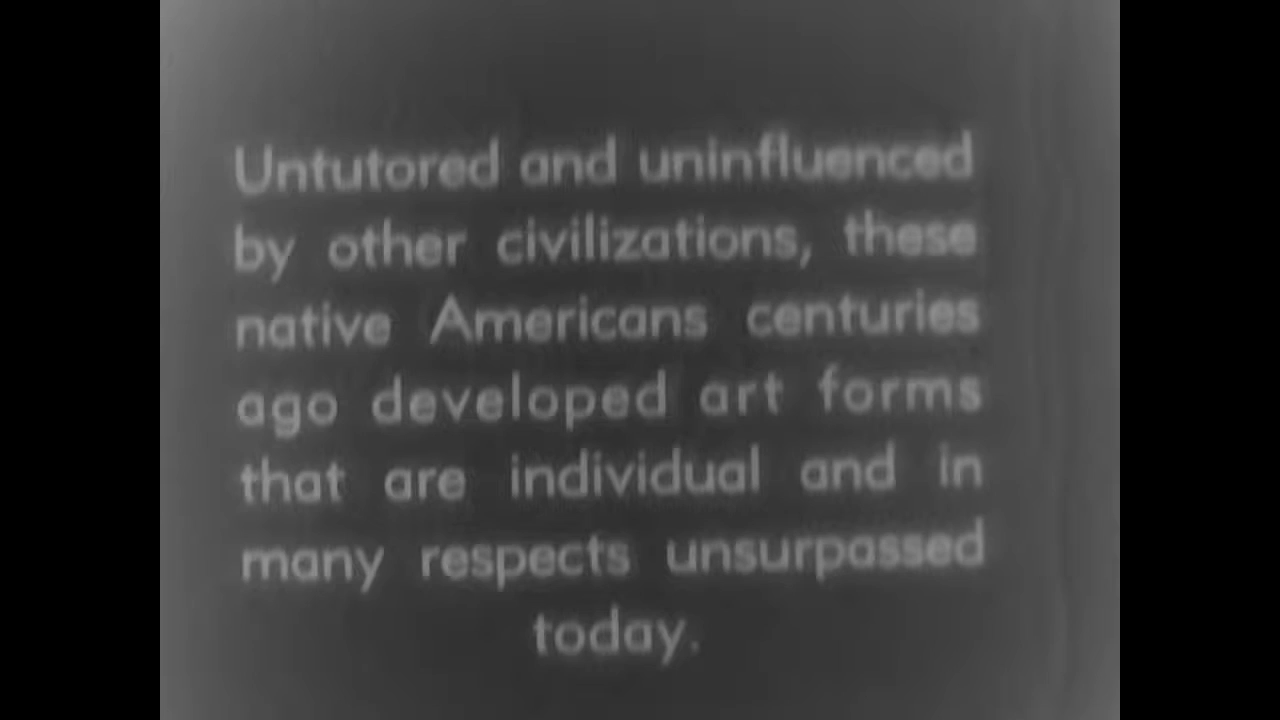 Untutored and uninfluenced
by other civilizations, these
native Americans centuries
ago developed art forms
that are individual and in
many respects unsurpassed
today.